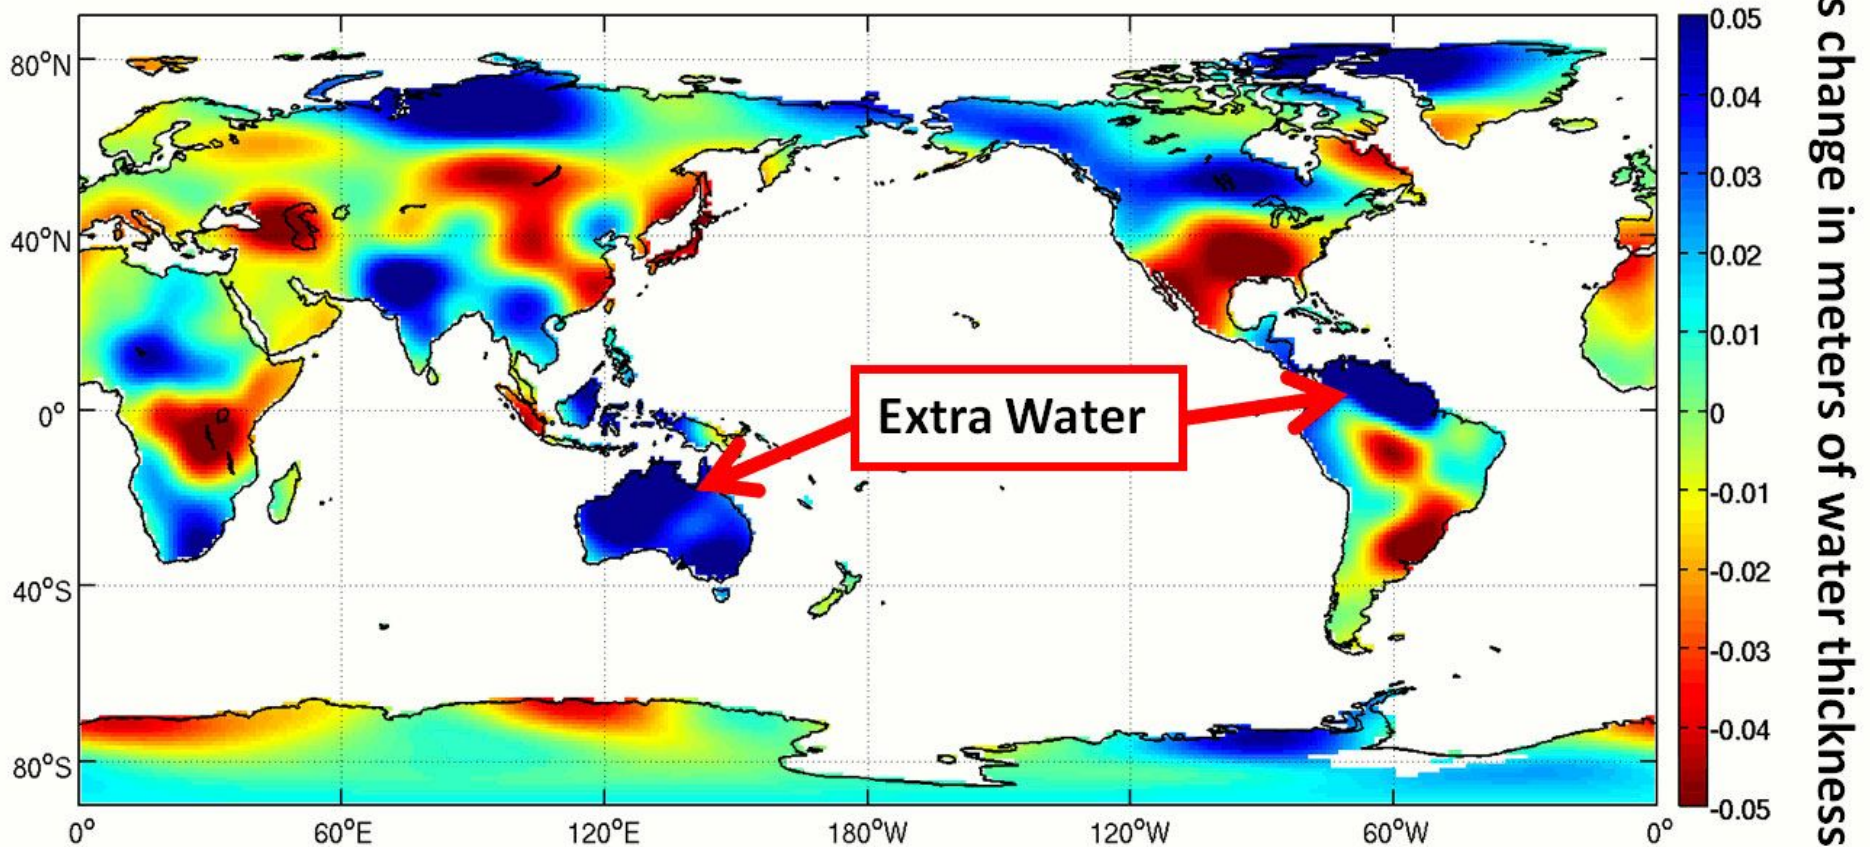 80°N
40°N
0°
40°S
80°S
0°
60°E
120°E
180°W
120°W
60°W
0°
Extra Water
0.05
0.04
0.03
0.02
0.01
0
-0.01
-0.02
-0.03
-0.04
-0.05
s change in meters of water thickness